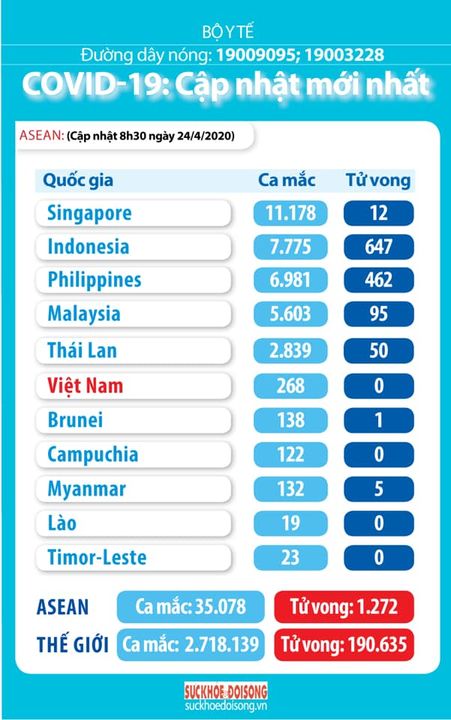 BỘ Y TẾ
Đường dây nóng: 19009095; 19003228
COVID-19: Cập nhật mới nhất
ASEAN: (Cập nhật 8h30 ngày 24/4/2020)
Quốc gia Ca mắc Tử vong
Singapore 11.178 12
Indonesia 7.775 647
Philippines 6.981 462
Malaysia 5.603 95
Thái Lan 2.839 50
Việt Nam 268 0
Brunei 138 1
Campuchia 122 0
Myanmar 132 5
Lào 19 0
Timor-Leste 23 0
ASEAN Ca mắc: 35.078 Tử vong: 1.272
THẾ GIỚI Ca mắc: 2.718.139 Tử vong: 190.635
SUCKHOE ĐOISONG
suckhoedoisong.vn